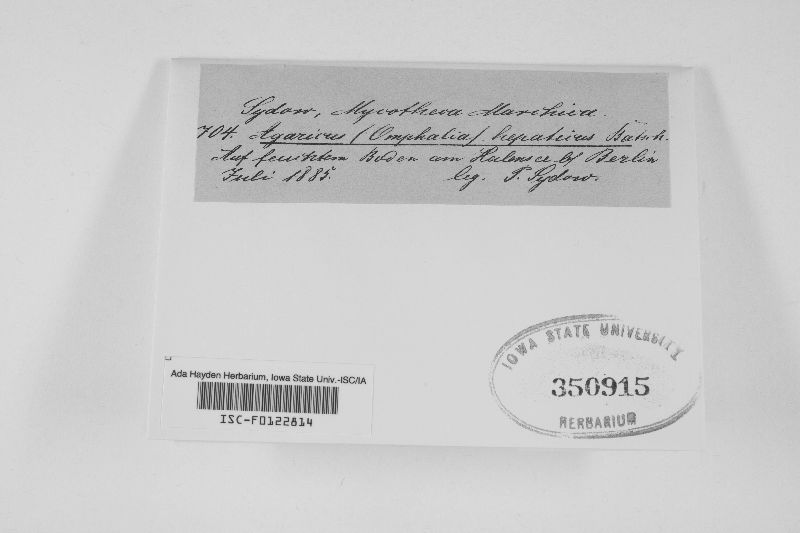 Sydow, Mycotheca Marchica.
704. Agaricus (Omphalia) hepaticus Batsch.
Auf feuchtem Boden am Halensee bf Berlin
Juli 1885. leg. P. Sydow.
Ada Hayden Herbarium, Iowa State Univ.-ISC/IA
ISC-F0122814
IOWA STATE UNIVERSITY
350915
HERBARIUM